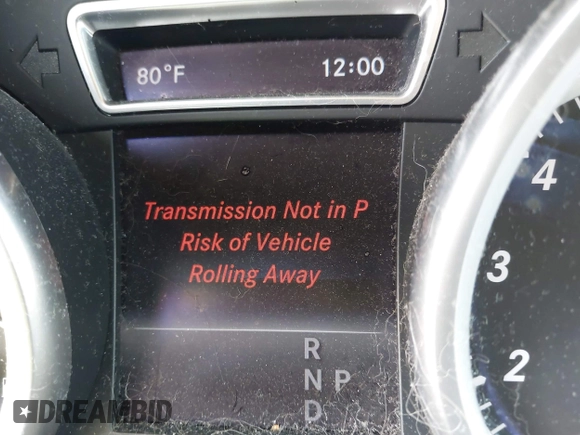 80°F 12:00
Transmission Not in P
Risk of Vehicle
Rolling Away
4
3
2
R
N P
D
DREAMBID